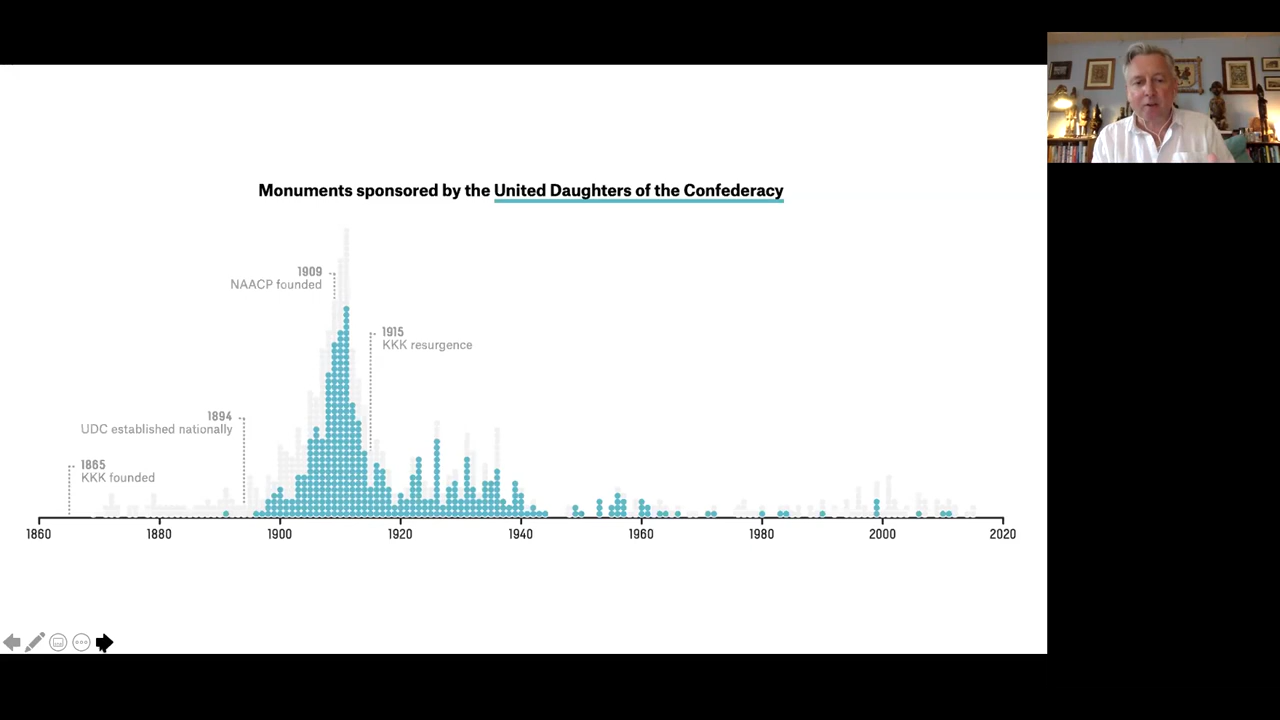 Monuments sponsored by the United Daughters of the Confederacy
1909
NAACP founded
1915
KKK resurgence
1894
UDC established nationally
1865
KKK founded
1860 1880 1900 1920 1940 1960 1980 2000 2020